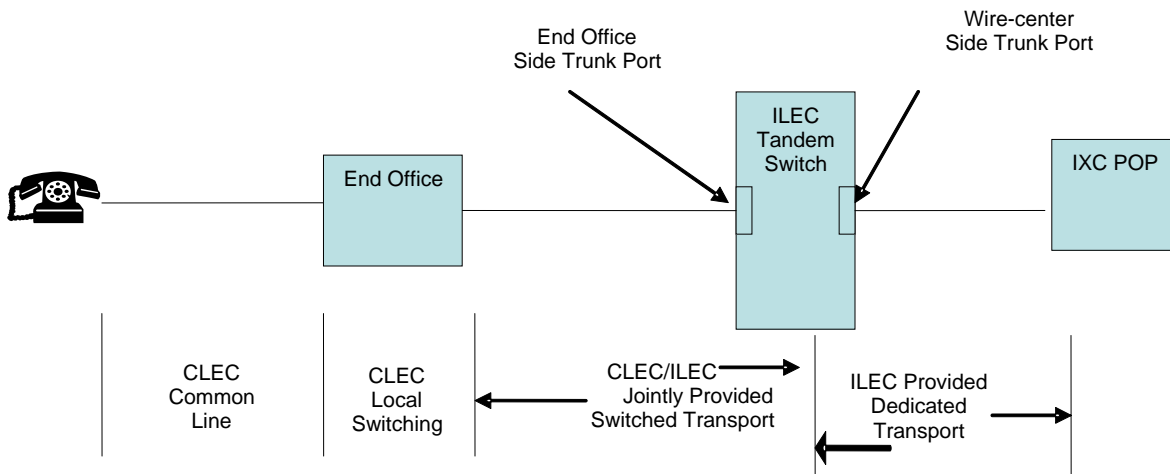 End Office
Side Trunk Port
Wire-center
Side Trunk Port
ILEC
Tandem
Switch
End Office
IXC POP
CLEC
Common
Line
CLEC
Local
Switching
CLEC/ILEC
Jointly Provided
Switched Transport
ILEC Provided
Dedicated
Transport